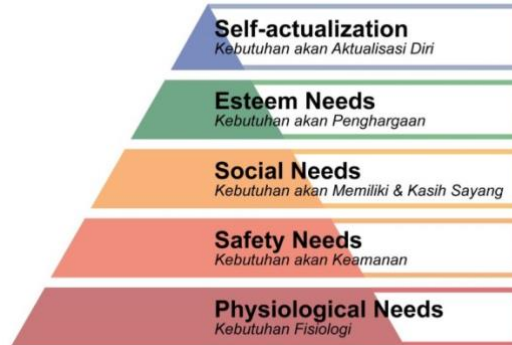 Self-actualization
Kebutuhan akan Aktualisasi Diri
Esteem Needs
Kebutuhan akan Penghargaan
Social Needs
Kebutuhan akan Memiliki & Kasih Sayang
Safety Needs
Kebutuhan akan Keamanan
Physiological Needs
Kebutuhan Fisiologi